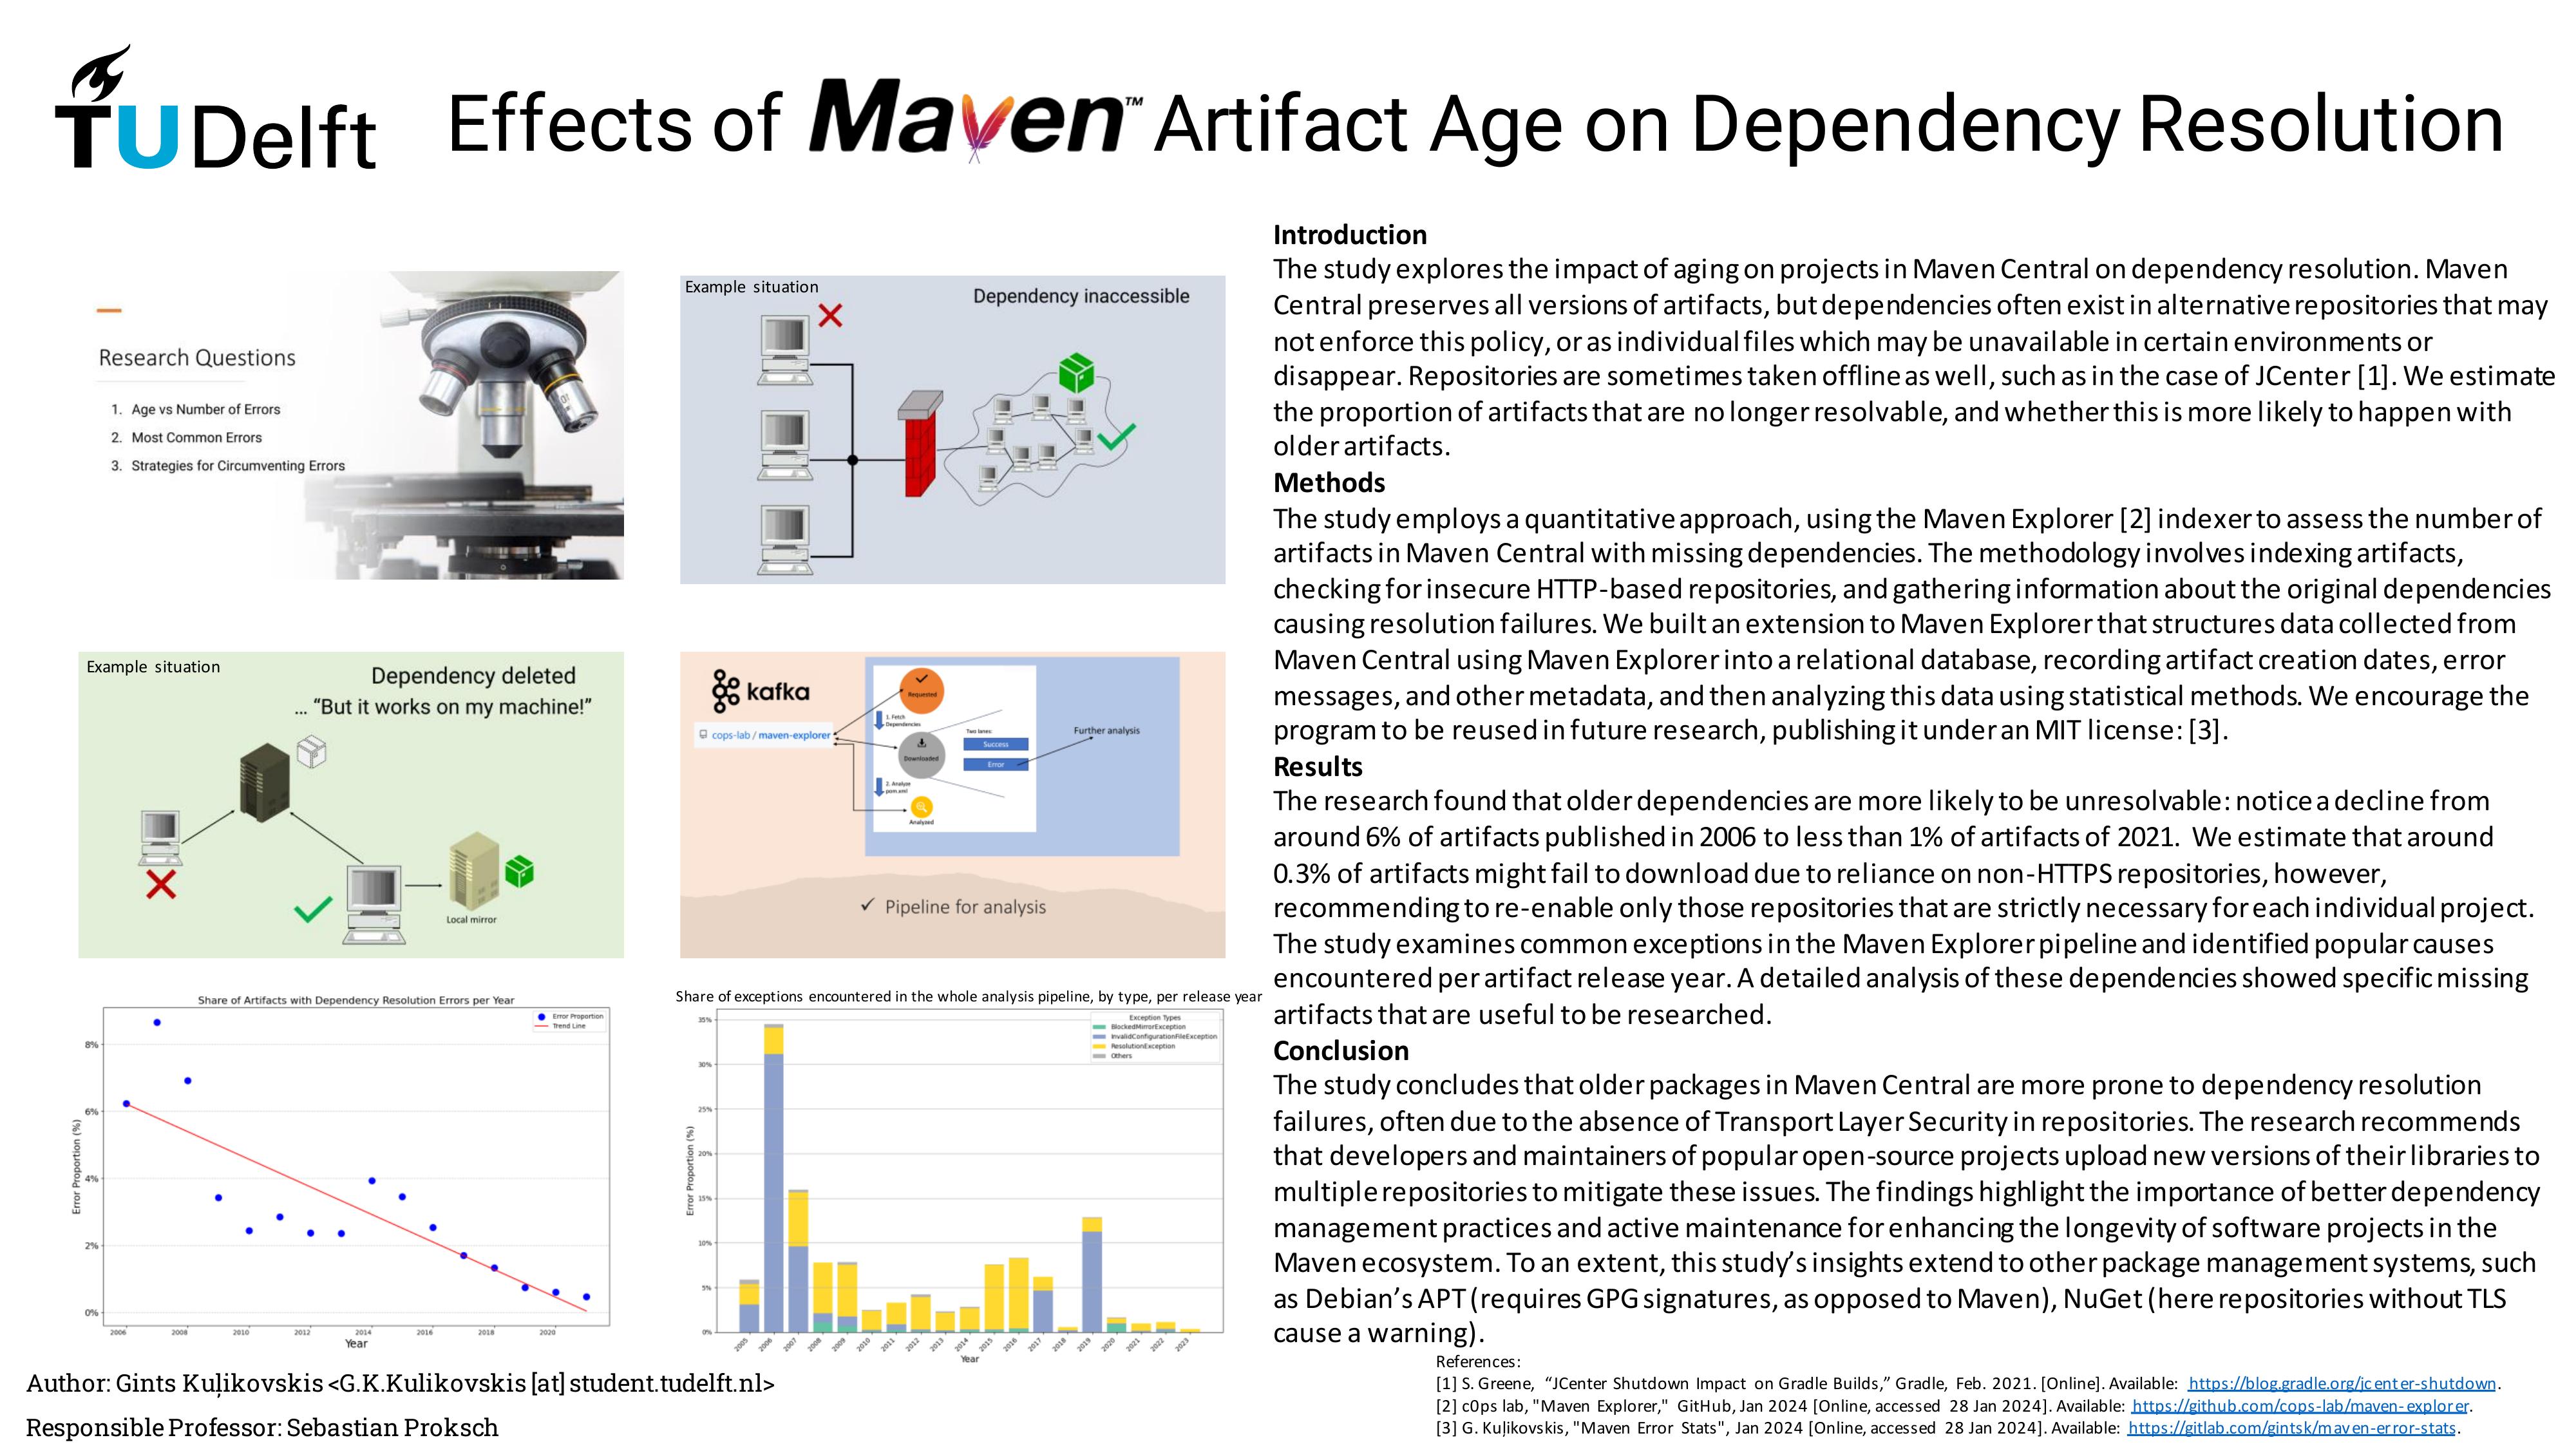 TU Delft
Effects of Maven™ Artifact Age on Dependency Resolution
Research Questions
1. Age vs Number of Errors
2. Most Common Errors
3. Strategies for Circumventing Errors
Example situation
Dependency inaccessible
Example situation
Dependency deleted
... “But it works on my machine!”
Local mirror
kafka
cops-lab / maven-explorer
Requested
1. Fetch
Dependencies
Downloaded
Two lanes:
Success
Error
Further analysis
2. Analyze
pom.xml
Analyzed
✓ Pipeline for analysis
Share of Artifacts with Dependency Resolution Errors per Year
Error Proportion
Trend Line
Error Proportion (%)
8%
6%
4%
2%
0%
2006 2008 2010 2012 2014 2016 2018 2020
Year
Share of exceptions encountered in the whole analysis pipeline, by type, per release year
Exception Types
BlockedMirrorException
InvalidConfigurationFileException
ResolutionException
Others
Error Proportion (%)
35%
30%
25%
20%
15%
10%
5%
0%
2005 2006 2007 2008 2009 2010 2011 2012 2013 2014 2015 2016 2017 2018 2019 2020 2021 2022 2023
Year
Author: Gints Kuļikovskis <G.K.Kulikovskis [at] student.tudelft.nl>
Responsible Professor: Sebastian Proksch
Introduction
The study explores the impact of aging on projects in Maven Central on dependency resolution. Maven
Central preserves all versions of artifacts, but dependencies often exist in alternative repositories that may
not enforce this policy, or as individual files which may be unavailable in certain environments or
disappear. Repositories are sometimes taken offline as well, such as in the case of JCenter [1]. We estimate
the proportion of artifacts that are no longer resolvable, and whether this is more likely to happen with
older artifacts.
Methods
The study employs a quantitative approach, using the Maven Explorer [2] indexer to assess the number of
artifacts in Maven Central with missing dependencies. The methodology involves indexing artifacts,
checking for insecure HTTP-based repositories, and gathering information about the original dependencies
causing resolution failures. We built an extension to Maven Explorer that structures data collected from
Maven Central using Maven Explorer into a relational database, recording artifact creation dates, error
messages, and other metadata, and then analyzing this data using statistical methods. We encourage the
program to be reused in future research, publishing it under an MIT license: [3].
Results
The research found that older dependencies are more likely to be unresolvable: notice a decline from
around 6% of artifacts published in 2006 to less than 1% of artifacts of 2021. We estimate that around
0.3% of artifacts might fail to download due to reliance on non-HTTPS repositories, however,
recommending to re-enable only those repositories that are strictly necessary for each individual project.
The study examines common exceptions in the Maven Explorer pipeline and identified popular causes
encountered per artifact release year. A detailed analysis of these dependencies showed specific missing
artifacts that are useful to be researched.
Conclusion
The study concludes that older packages in Maven Central are more prone to dependency resolution
failures, often due to the absence of Transport Layer Security in repositories. The research recommends
that developers and maintainers of popular open-source projects upload new versions of their libraries to
multiple repositories to mitigate these issues. The findings highlight the importance of better dependency
management practices and active maintenance for enhancing the longevity of software projects in the
Maven ecosystem. To an extent, this study’s insights extend to other package management systems, such
as Debian’s APT (requires GPG signatures, as opposed to Maven), NuGet (here repositories without TLS
cause a warning).
References:
[1] S. Greene, “JCenter Shutdown Impact on Gradle Builds,” Gradle, Feb. 2021. [Online]. Available: https://blog.gradle.org/jcenter-shutdown.
[2] c0ps lab, "Maven Explorer," GitHub, Jan 2024 [Online, accessed 28 Jan 2024]. Available: https://github.com/cops-lab/maven-explorer.
[3] G. Kuļikovskis, "Maven Error Stats", Jan 2024 [Online, accessed 28 Jan 2024]. Available: https://gitlab.com/gintsk/maven-error-stats.